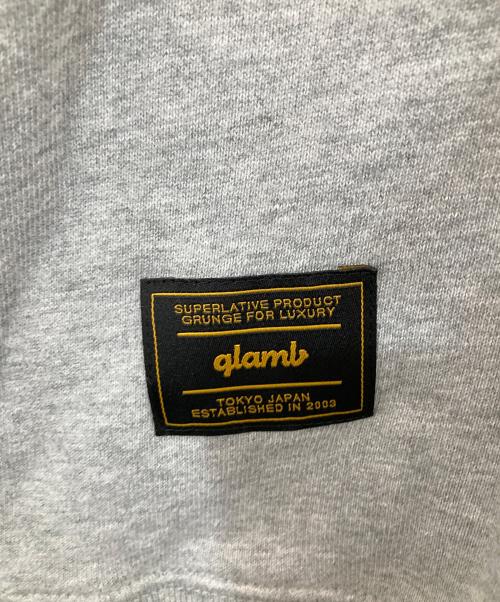 SUPERLATIVE PRODUCT
GRUNGE FOR LUXURY
glamb
TOKYO JAPAN
ESTABLISHED IN 2003